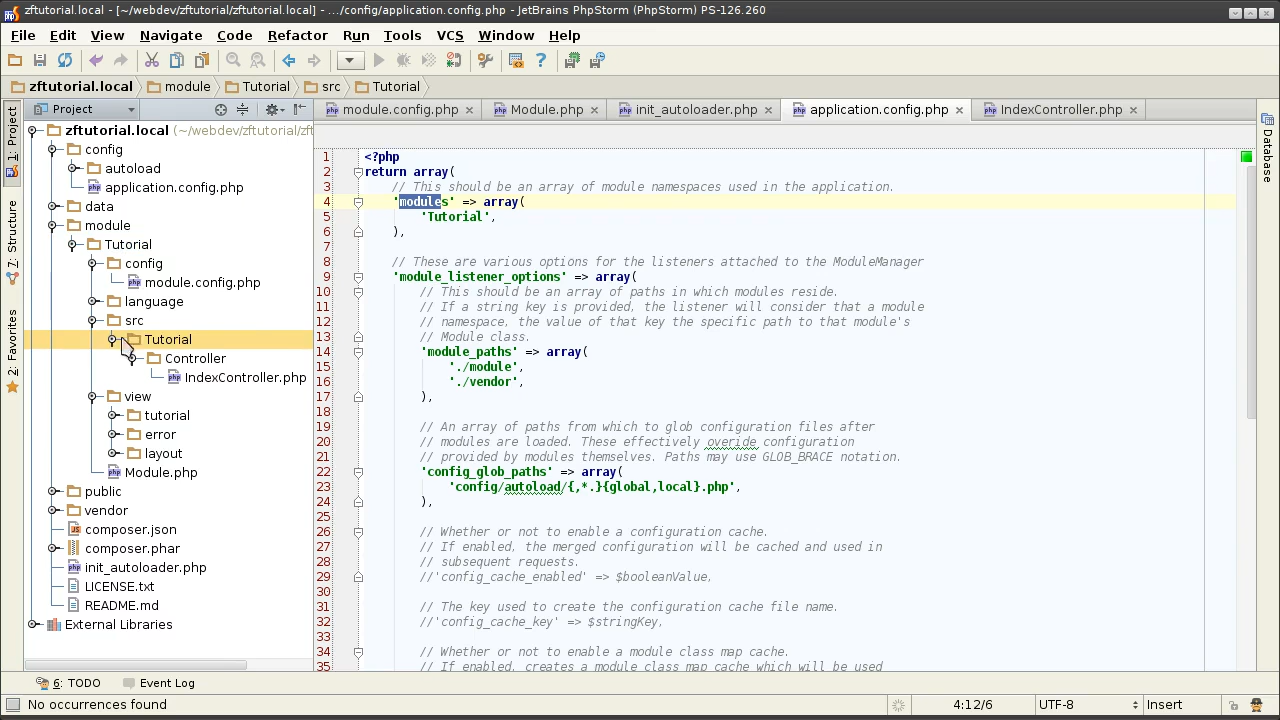 zftutorial.local - [~/webdev/zftutorial/zftutorial.local] - .../config/application.config.php - JetBrains PhpStorm (PhpStorm) PS-126.260
File Edit View Navigate Code Refactor Run Tools VCS Window Help
zftutorial.local module Tutorial src Tutorial
Project
module.config.php Module.php init_autoloader.php application.config.php IndexController.php
1: Project
7: Structure
2: Favorites
Database
zftutorial.local (~/webdev/zftutorial/zft
config
autoload
application.config.php
data
module
Tutorial
config
module.config.php
language
src
Tutorial
Controller
IndexController.php
view
tutorial
error
layout
Module.php
public
vendor
composer.json
composer.phar
init_autoloader.php
LICENSE.txt
README.md
External Libraries
1 <?php
2 return array(
3 // This should be an array of module namespaces used in the application.
4 'modules' => array(
5 'Tutorial',
6 ),
7
8 // These are various options for the listeners attached to the ModuleManager
9 'module_listener_options' => array(
10 // This should be an array of paths in which modules reside.
11 // If a string key is provided, the listener will consider that a module
12 // namespace, the value of that key the specific path to that module's
13 // Module class.
14 'module_paths' => array(
15 './module',
16 './vendor',
17 ),
18
19 // An array of paths from which to glob configuration files after
20 // modules are loaded. These effectively overide configuration
21 // provided by modules themselves. Paths may use GLOB_BRACE notation.
22 'config_glob_paths' => array(
23 'config/autoload/{,*.}{global,local}.php',
24 ),
25
26 // Whether or not to enable a configuration cache.
27 // If enabled, the merged configuration will be cached and used in
28 // subsequent requests.
29 //'config_cache_enabled' => $booleanValue,
30
31 // The key used to create the configuration cache file name.
32 //'config_cache_key' => $stringKey,
33
34 // Whether or not to enable a module class map cache.
35 // If enabled, creates a module class map cache which will be used
6: TODO Event Log
No occurrences found 4:12/6 UTF-8 Insert